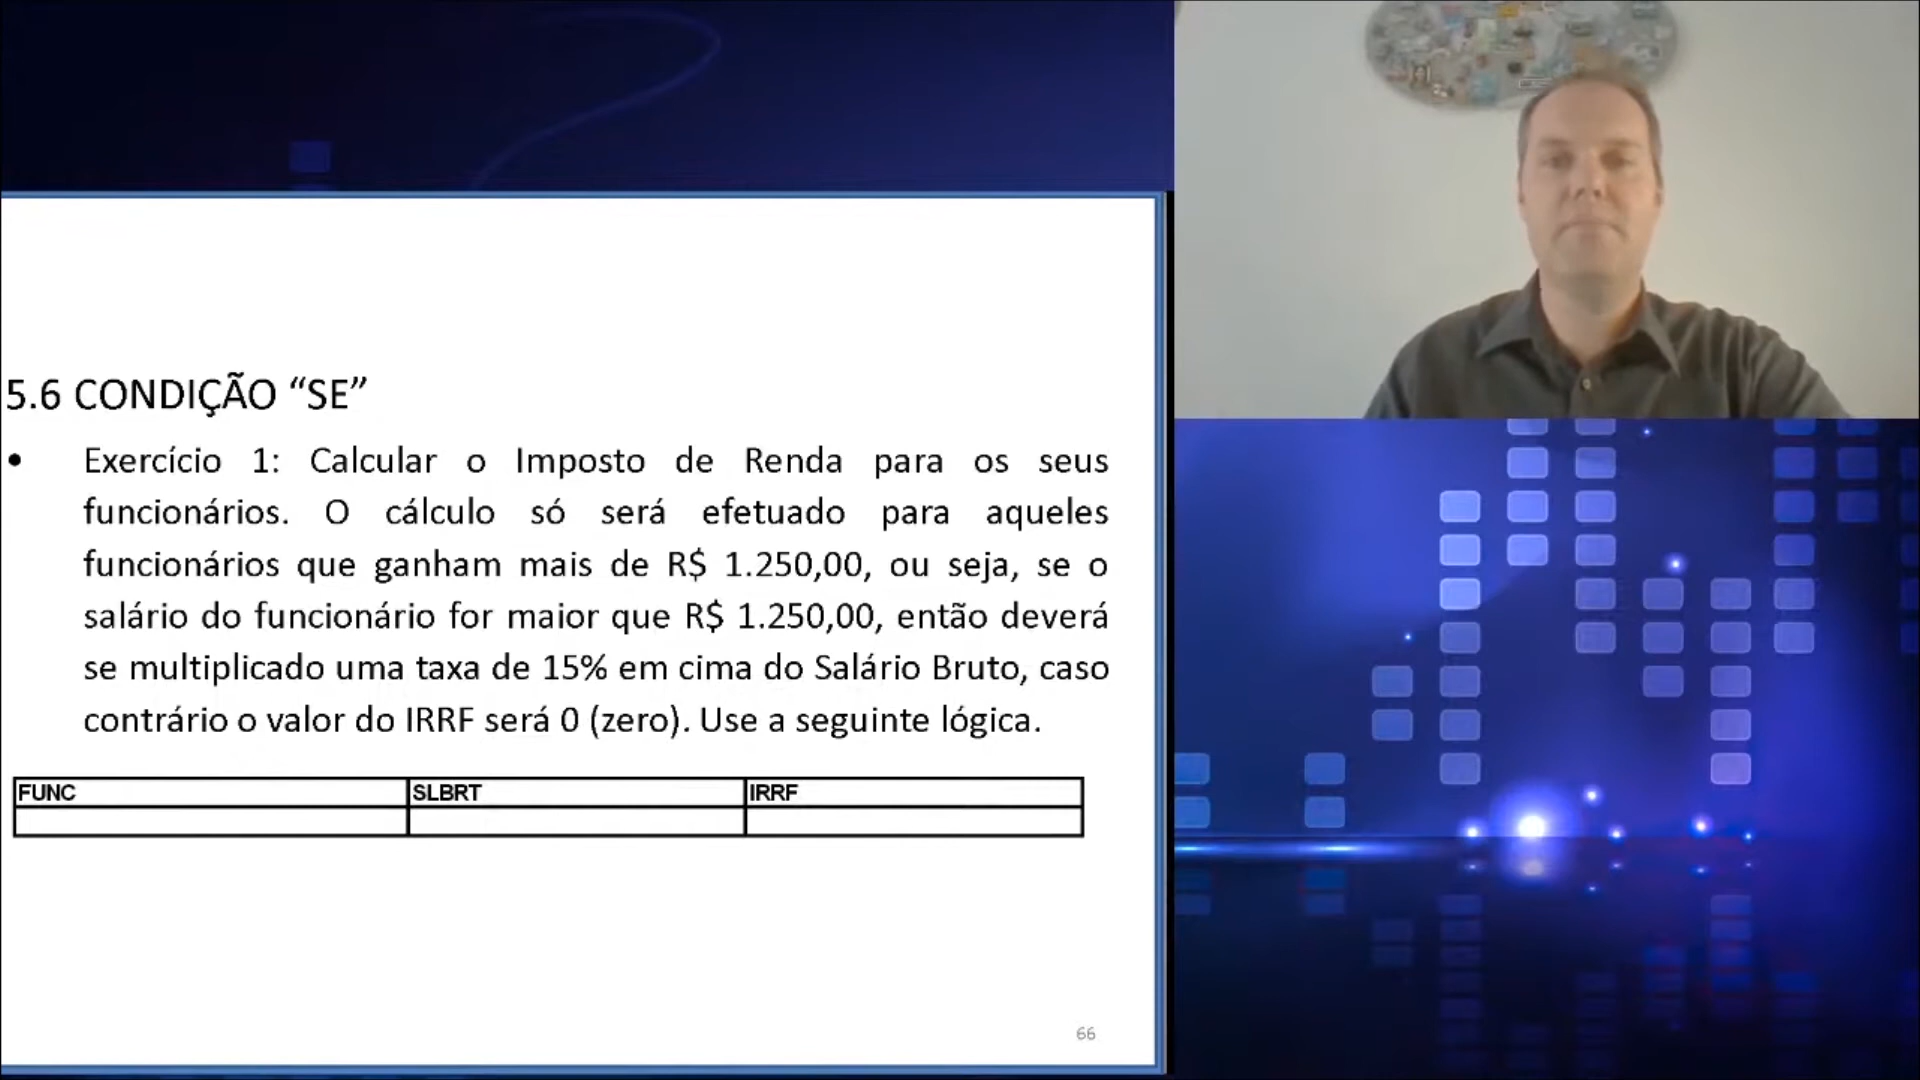 5.6 CONDIÇÃO “SE”
• Exercício 1: Calcular o Imposto de Renda para os seus
funcionários. O cálculo só será efetuado para aqueles
funcionários que ganham mais de R$ 1.250,00, ou seja, se o
salário do funcionário for maior que R$ 1.250,00, então deverá
se multiplicado uma taxa de 15% em cima do Salário Bruto, caso
contrário o valor do IRRF será 0 (zero). Use a seguinte lógica.
FUNC SLBRT IRRF
66